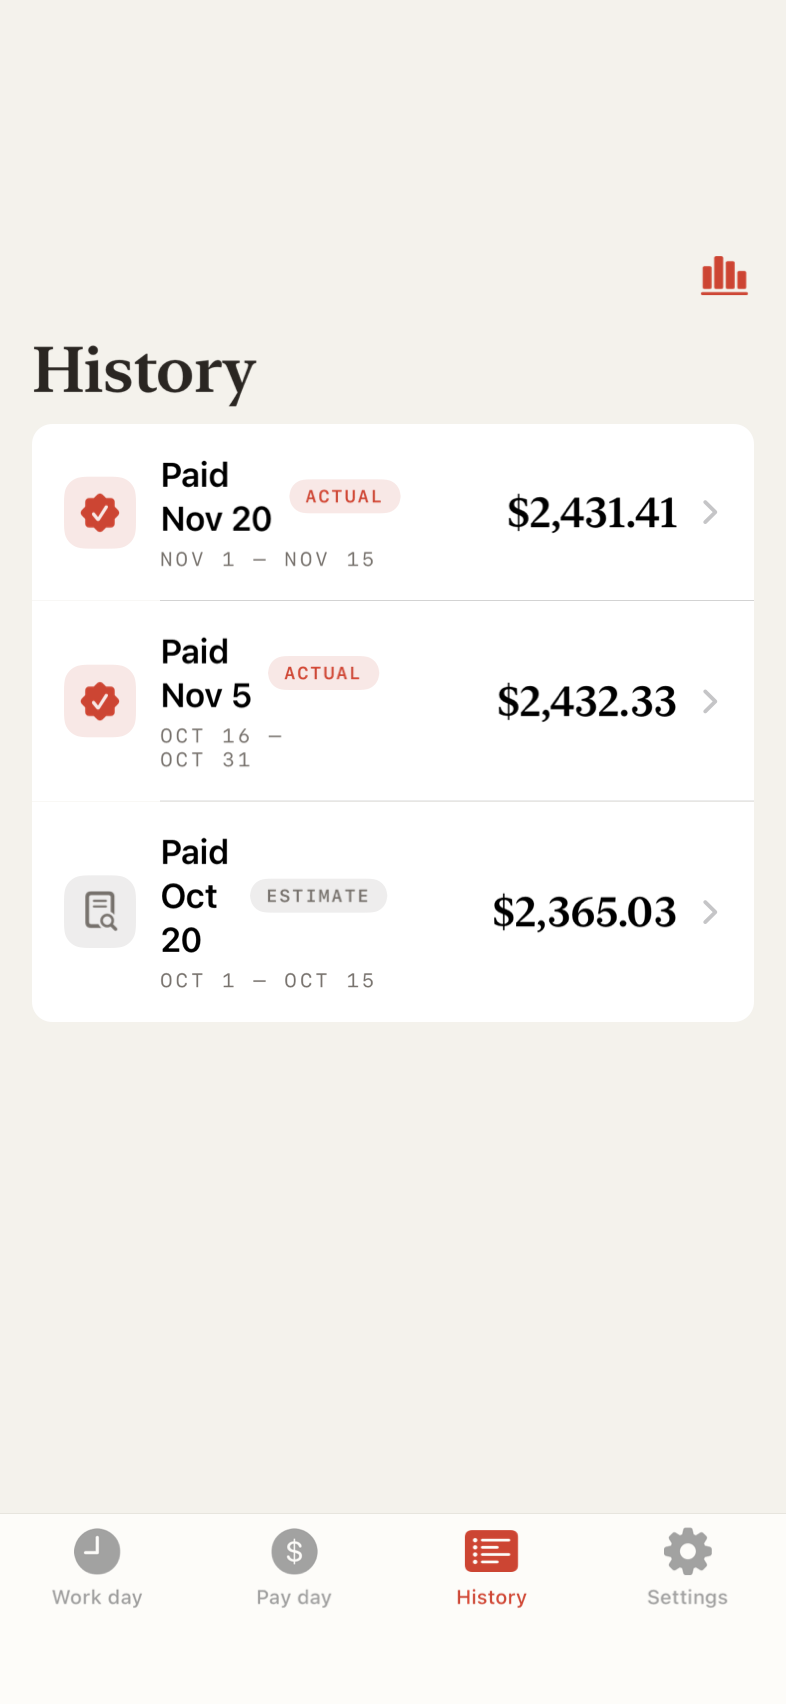 History
Paid
Nov 20
ACTUAL
NOV 1 — NOV 15
$2,431.41
Paid
Nov 5
ACTUAL
OCT 16 —
OCT 31
$2,432.33
Paid
Oct
20
ESTIMATE
OCT 1 — OCT 15
$2,365.03
$
Work day
Pay day
History
Settings